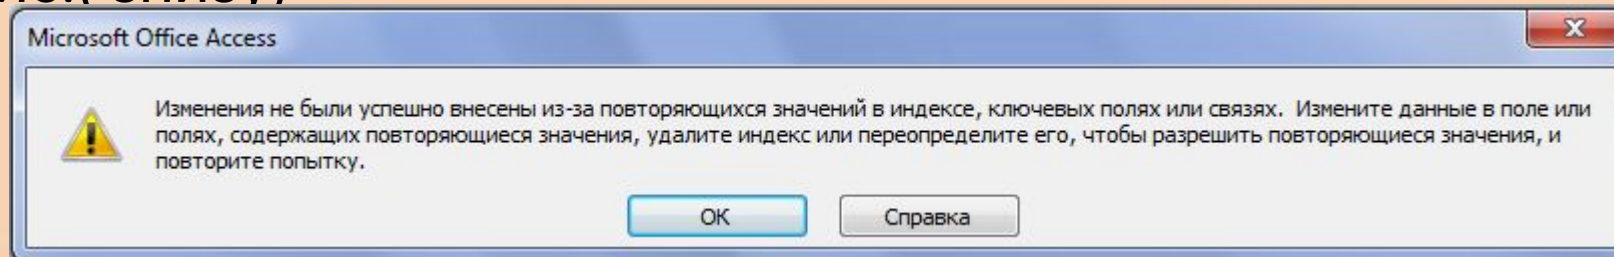 Microsoft Office Access
Изменения не были успешно внесены из-за повторяющихся значений в индексе, ключевых полях или связях. Измените данные в поле или
полях, содержащих повторяющиеся значения, удалите индекс или переопределите его, чтобы разрешить повторяющиеся значения, и
повторите попытку.
ОК
Справка